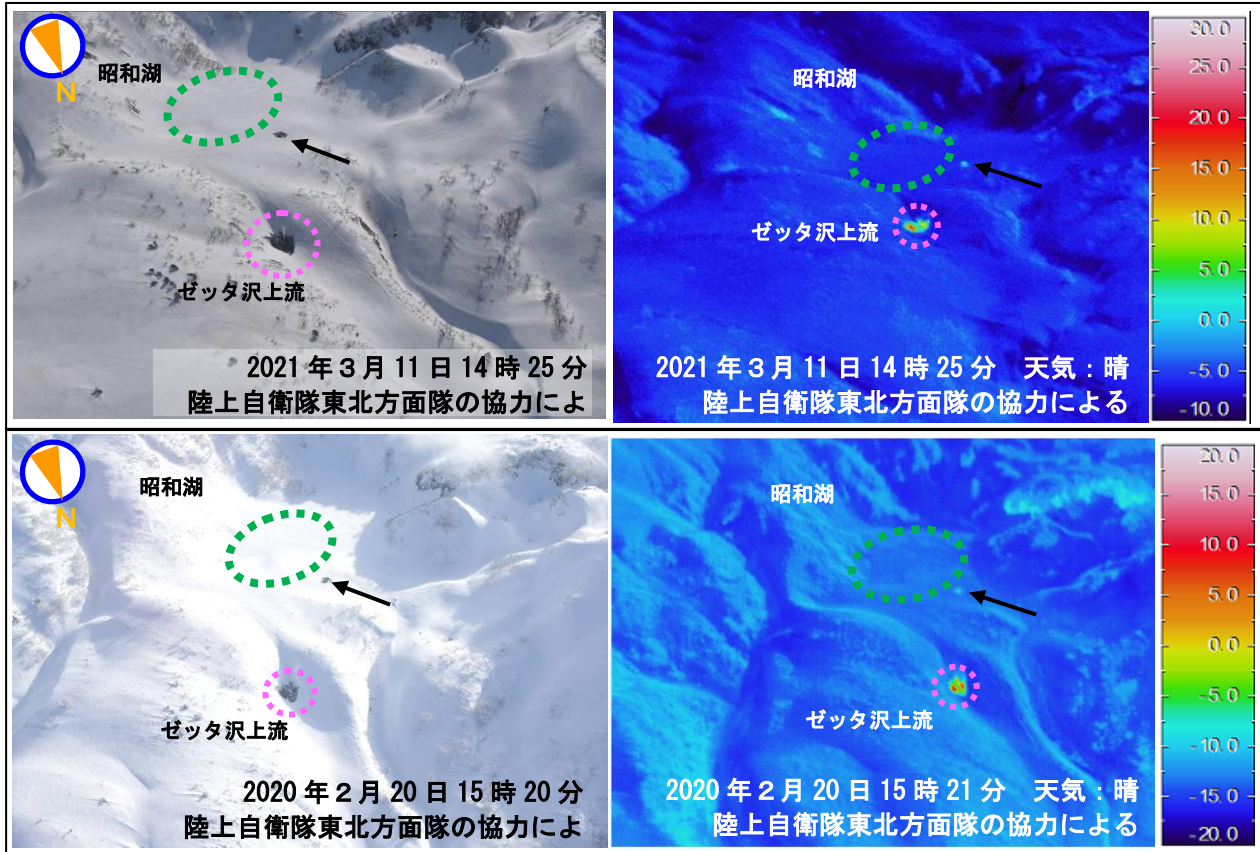 昭和湖
N
ゼッタ沢上流
2021年3月11日14時25分
陸上自衛隊東北方面隊の協力によ
昭和湖
ゼッタ沢上流
2021年3月11日14時25分 天気：晴
陸上自衛隊東北方面隊の協力による
30.0
25.0
20.0
15.0
10.0
5.0
0.0
-5.0
-10.0
昭和湖
N
ゼッタ沢上流
2020年2月20日15時20分
陸上自衛隊東北方面隊の協力によ
昭和湖
ゼッタ沢上流
2020年2月20日15時21分 天気：晴
陸上自衛隊東北方面隊の協力による
20.0
15.0
10.0
5.0
0.0
-5.0
-10.0
-15.0
-20.0